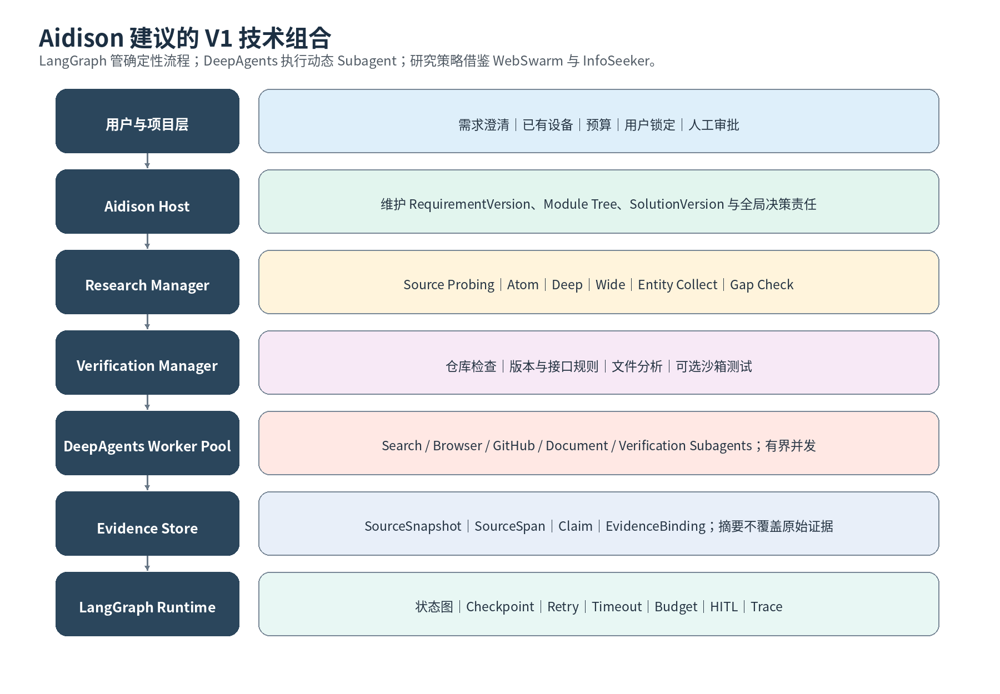 Aidison 建议的 V1 技术组合
LangGraph 管确定性流程；DeepAgents 执行动态 Subagent；研究策略借鉴 WebSwarm 与 InfoSeeker。
用户与项目层
需求澄清｜已有设备｜预算｜用户锁定｜人工审批
Aidison Host
维护 RequirementVersion、Module Tree、SolutionVersion 与全局决策责任
Research Manager
Source Probing｜Atom｜Deep｜Wide｜Entity Collect｜Gap Check
Verification Manager
仓库检查｜版本与接口规则｜文件分析｜可选沙箱测试
DeepAgents Worker Pool
Search / Browser / GitHub / Document / Verification Subagents；有界并发
Evidence Store
SourceSnapshot｜SourceSpan｜Claim｜EvidenceBinding；摘要不覆盖原始证据
LangGraph Runtime
状态图｜Checkpoint｜Retry｜Timeout｜Budget｜HITL｜Trace